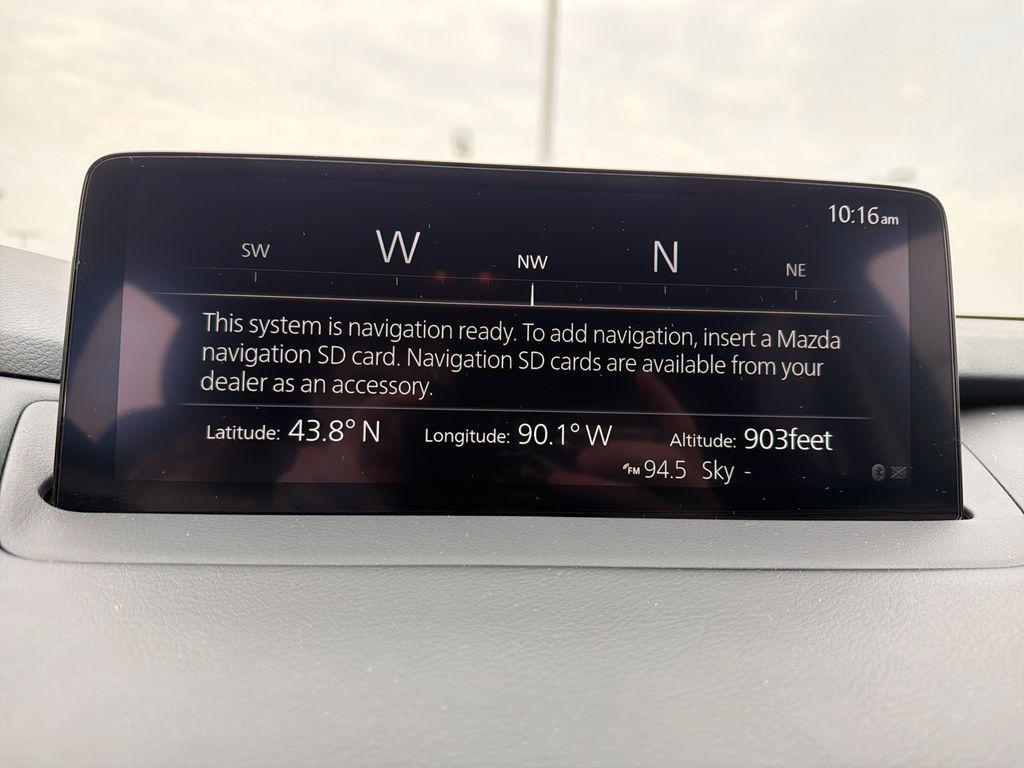 10:16am
SW W NW N NE
This system is navigation ready. To add navigation, insert a Mazda
navigation SD card. Navigation SD cards are available from your
dealer as an accessory.
Latitude: 43.8° N Longitude: 90.1° W Altitude: 903feet
FM 94.5 Sky -